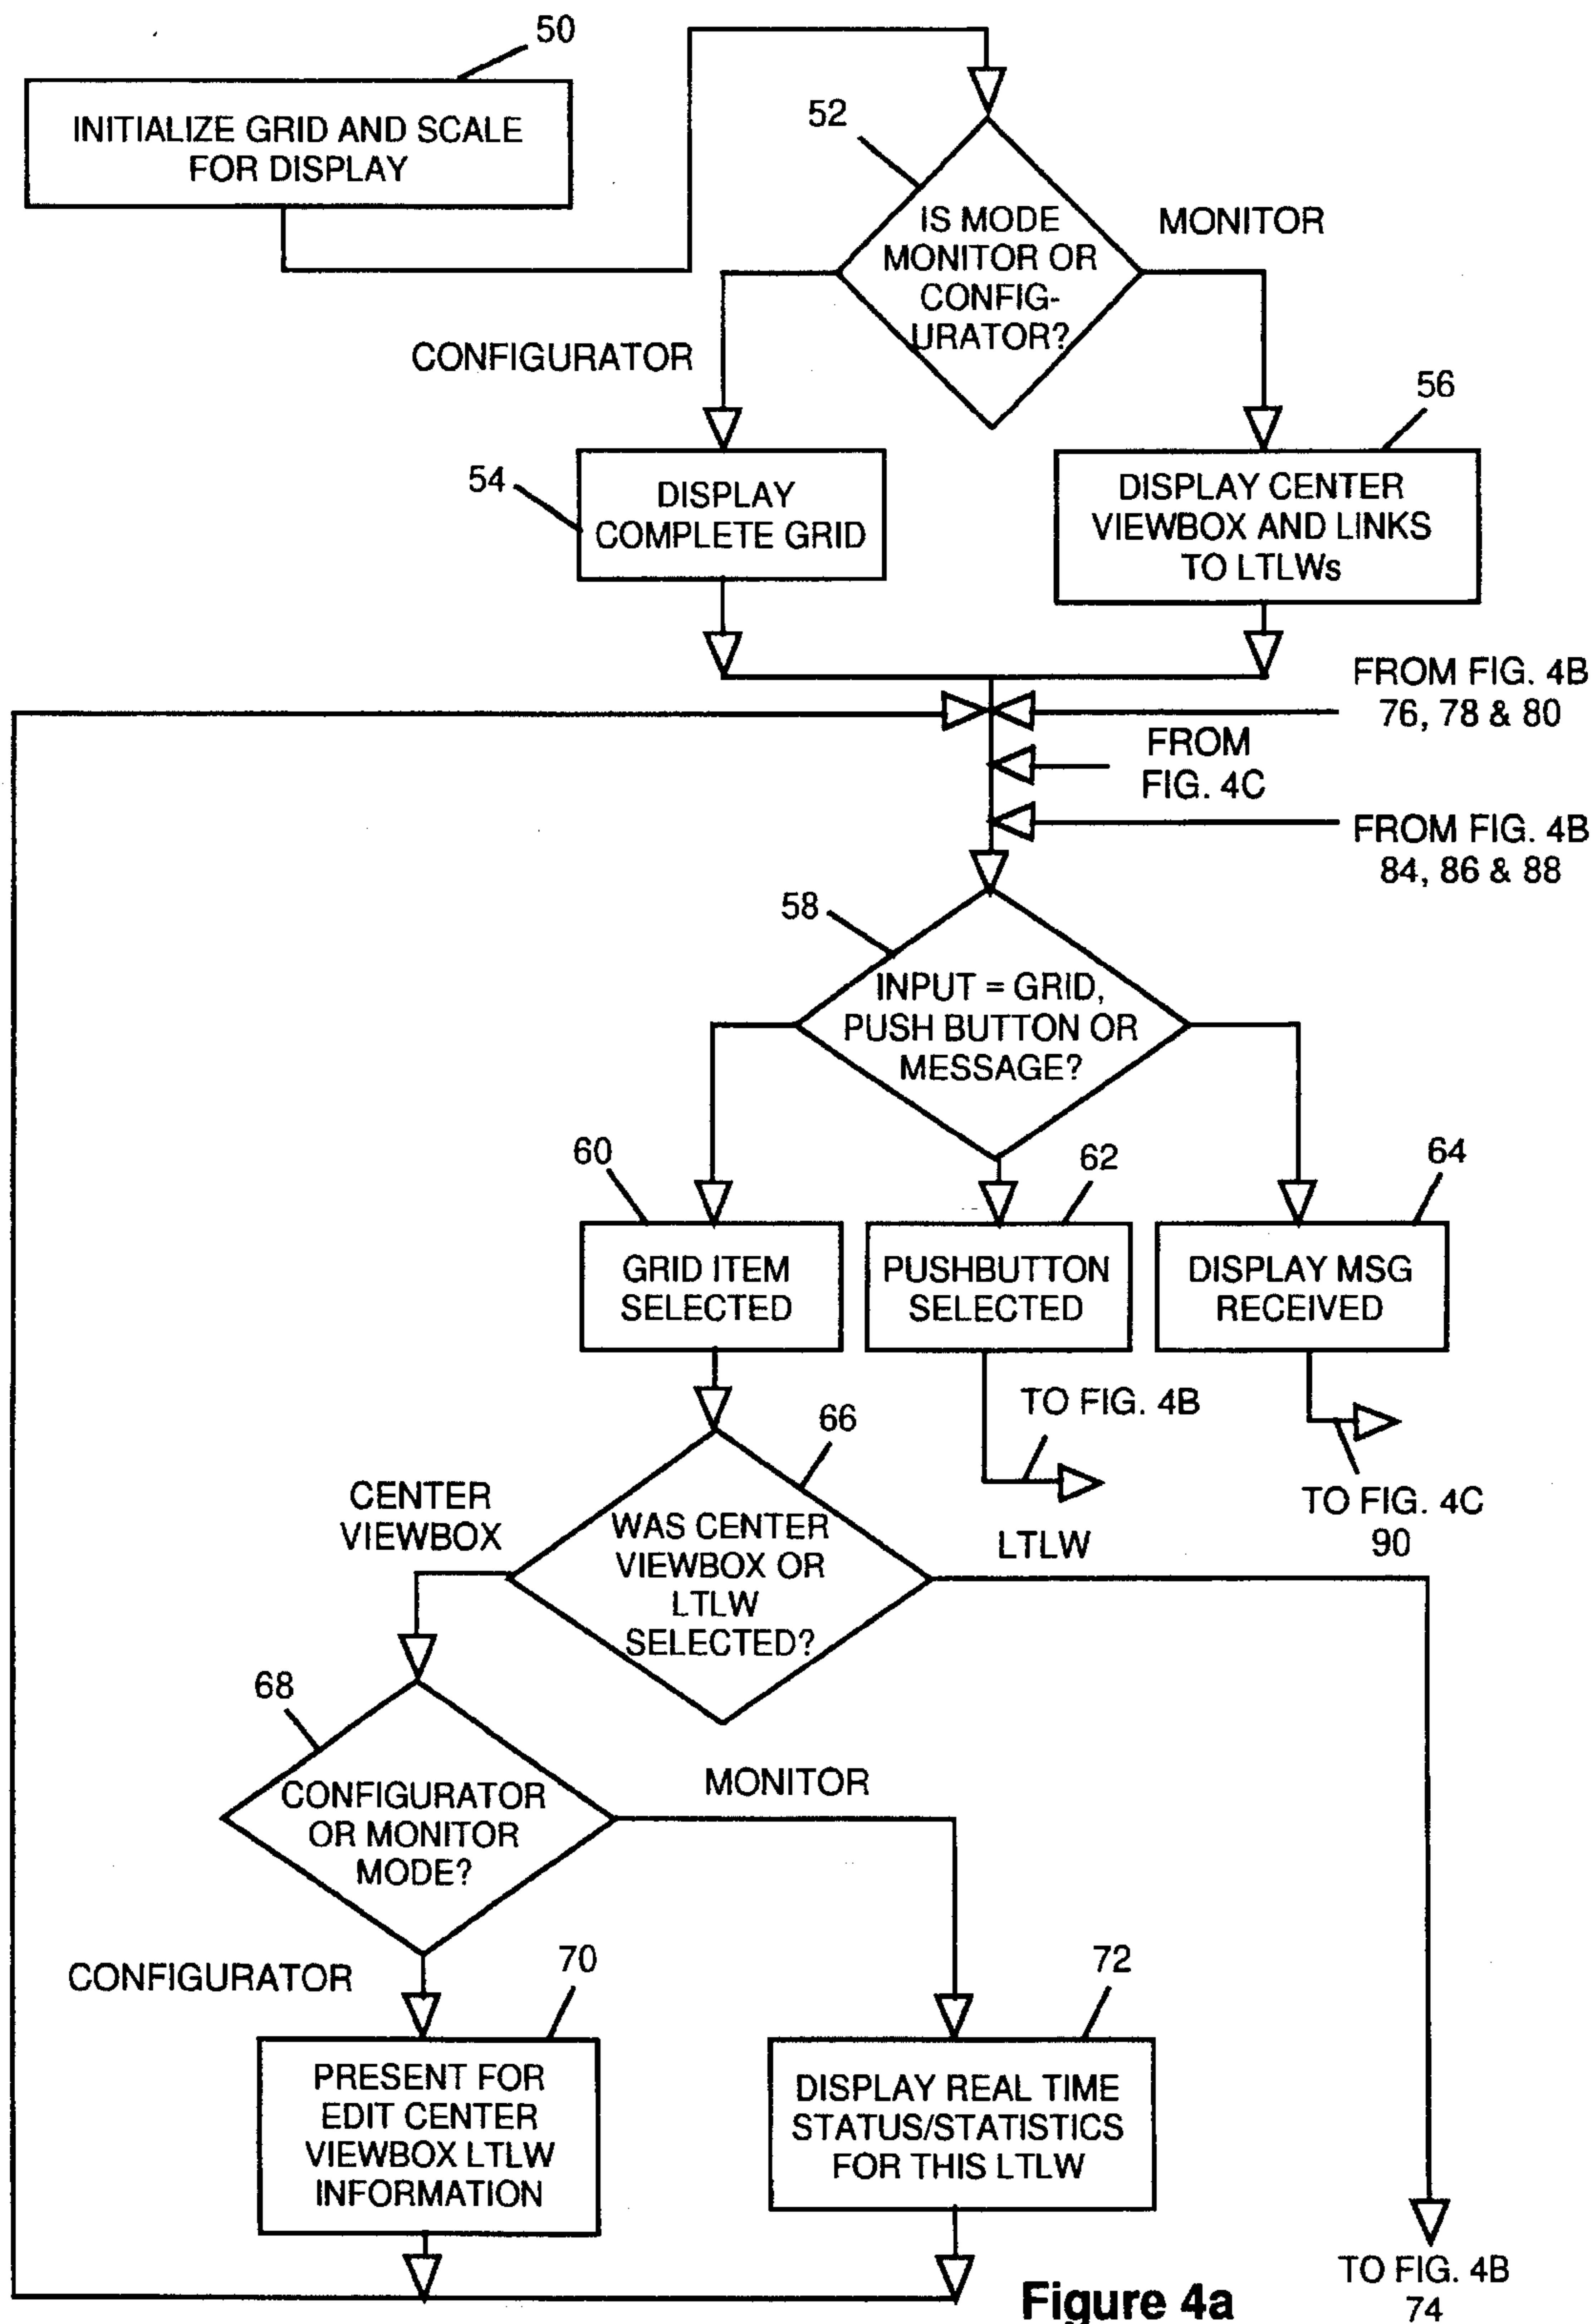 50
INITIALIZE GRID AND SCALE
FOR DISPLAY
52
IS MODE
MONITOR OR
CONFIG-
URATOR?
MONITOR
CONFIGURATOR
54
DISPLAY
COMPLETE GRID
56
DISPLAY CENTER
VIEWBOX AND LINKS
TO LTLWs
FROM FIG. 4B
76, 78 & 80
FROM
FIG. 4C
FROM FIG. 4B
84, 86 & 88
58
INPUT = GRID,
PUSH BUTTON OR
MESSAGE?
60
GRID ITEM
SELECTED
62
PUSHBUTTON
SELECTED
64
DISPLAY MSG
RECEIVED
TO FIG. 4B
TO FIG. 4C
90
66
WAS CENTER
VIEWBOX OR
LTLW
SELECTED?
CENTER
VIEWBOX
LTLW
68
CONFIGURATOR
OR MONITOR
MODE?
MONITOR
CONFIGURATOR
70
PRESENT FOR
EDIT CENTER
VIEWBOX LTLW
INFORMATION
72
DISPLAY REAL TIME
STATUS/STATISTICS
FOR THIS LTLW
TO FIG. 4B
74
Figure 4a